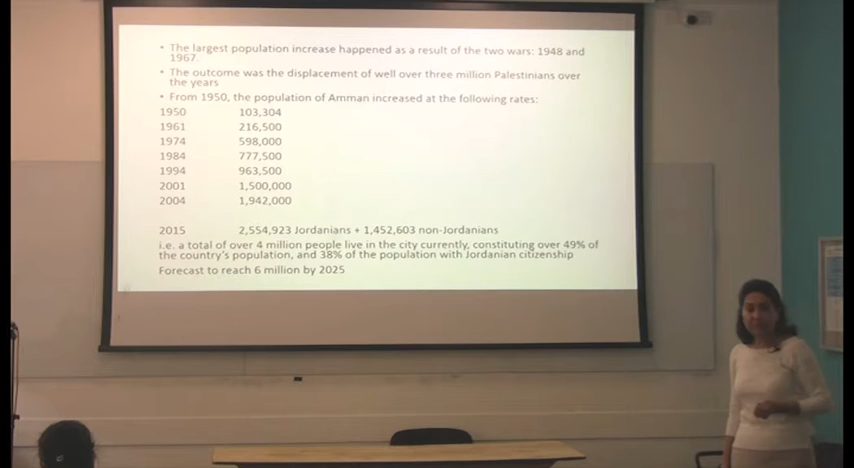 • The largest population increase happened as a result of the two wars: 1948 and
1967.
• The outcome was the displacement of well over three million Palestinians over
the years
• From 1950, the population of Amman increased at the following rates:
1950 103,304
1961 216,500
1974 598,000
1984 777,500
1994 963,500
2001 1,500,000
2004 1,942,000
2015 2,554,923 Jordanians + 1,452,603 non-Jordanians
i.e. a total of over 4 million people live in the city currently, constituting over 49% of
the country's population, and 38% of the population with Jordanian citizenship
Forecast to reach 6 million by 2025